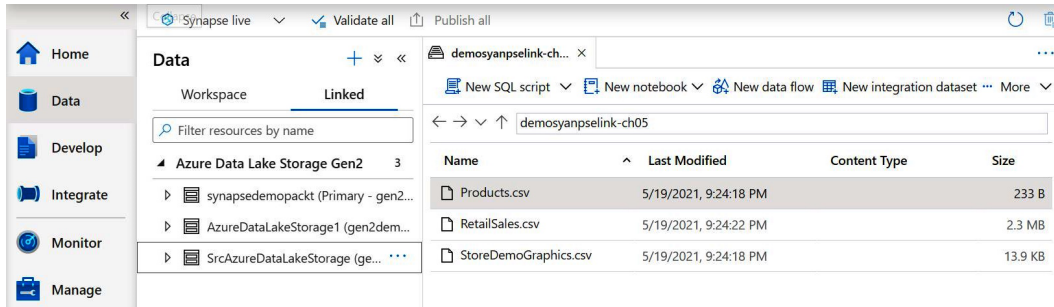 « Synapse live Validate all Publish all
Home
Data
Develop
Integrate
Monitor
Manage
Data + «
Workspace Linked
Filter resources by name
Azure Data Lake Storage Gen2 3
synapsedemopackt (Primary - gen2...
AzureDataLakeStorage1 (gen2dem...
SrcAzureDataLakeStorage (ge... ...
demosyanpselink-ch... ×
...
New SQL script New notebook New data flow New integration dataset ... More
demosyanpselink-ch05
Name Last Modified Content Type Size
Products.csv 5/19/2021, 9:24:18 PM 233 B
RetailSales.csv 5/19/2021, 9:24:22 PM 2.3 MB
StoreDemoGraphics.csv 5/19/2021, 9:24:18 PM 13.9 KB